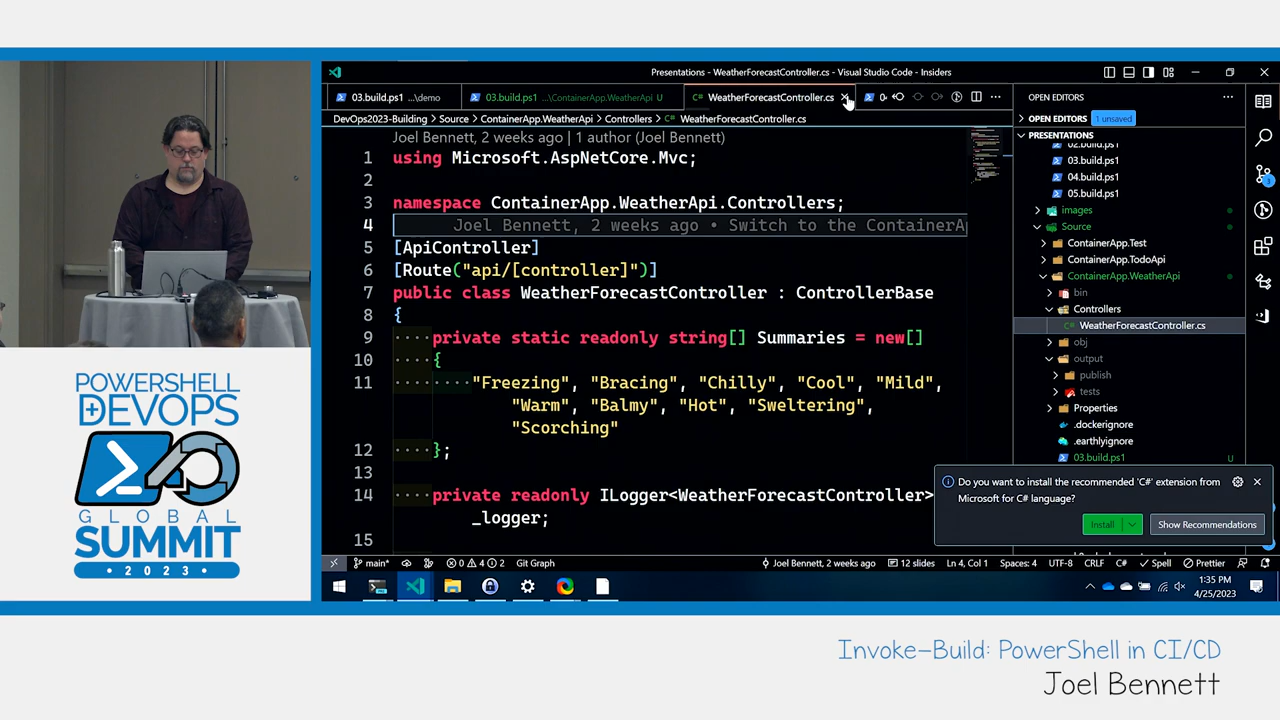 Presentations - WeatherForecastController.cs - Visual Studio Code - Insiders
03.build.ps1 ...\demo
03.build.ps1 ...\ContainerApp.WeatherApi U
C# WeatherForecastController.cs
DevOps2023-Building > Source > ContainerApp.WeatherApi > Controllers > C# WeatherForecastController.cs
Joel Bennett, 2 weeks ago | 1 author (Joel Bennett)
1 using Microsoft.AspNetCore.Mvc;
2
3 namespace ContainerApp.WeatherApi.Controllers;
4 Joel Bennett, 2 weeks ago • Switch to the ContainerA
5 [ApiController]
6 [Route("api/[controller]")]
7 public class WeatherForecastController : ControllerBase
8 {
9 ····private static readonly string[] Summaries = new[]
10 ····{
11 ········"Freezing", "Bracing", "Chilly", "Cool", "Mild",
"Warm", "Balmy", "Hot", "Sweltering",
"Scorching"
12 ····};
13
14 ····private readonly ILogger<WeatherForecastController>
_logger;
15
OPEN EDITORS
OPEN EDITORS 1 unsaved
PRESENTATIONS
02.build.ps1
03.build.ps1
04.build.ps1
05.build.ps1
images
Source
ContainerApp.Test
ContainerApp.TodoApi
ContainerApp.WeatherApi
bin
Controllers
C# WeatherForecastController.cs
obj
output
publish
tests
Properties
.dockerignore
.earthlyignore
03.build.ps1 U
Do you want to install the recommended 'C#' extension from
Microsoft for C# language?
Install
Show Recommendations
main* 0 4 2 Git Graph
Joel Bennett, 2 weeks ago 12 slides Ln 4, Col 1 Spaces: 4 UTF-8 CRLF C# Spell Prettier
1:35 PM
4/25/2023
POWERSHELL
+DEVOPS
GLOBAL
SUMMIT
• 2023 •
Invoke-Build: PowerShell in CI/CD
Joel Bennett